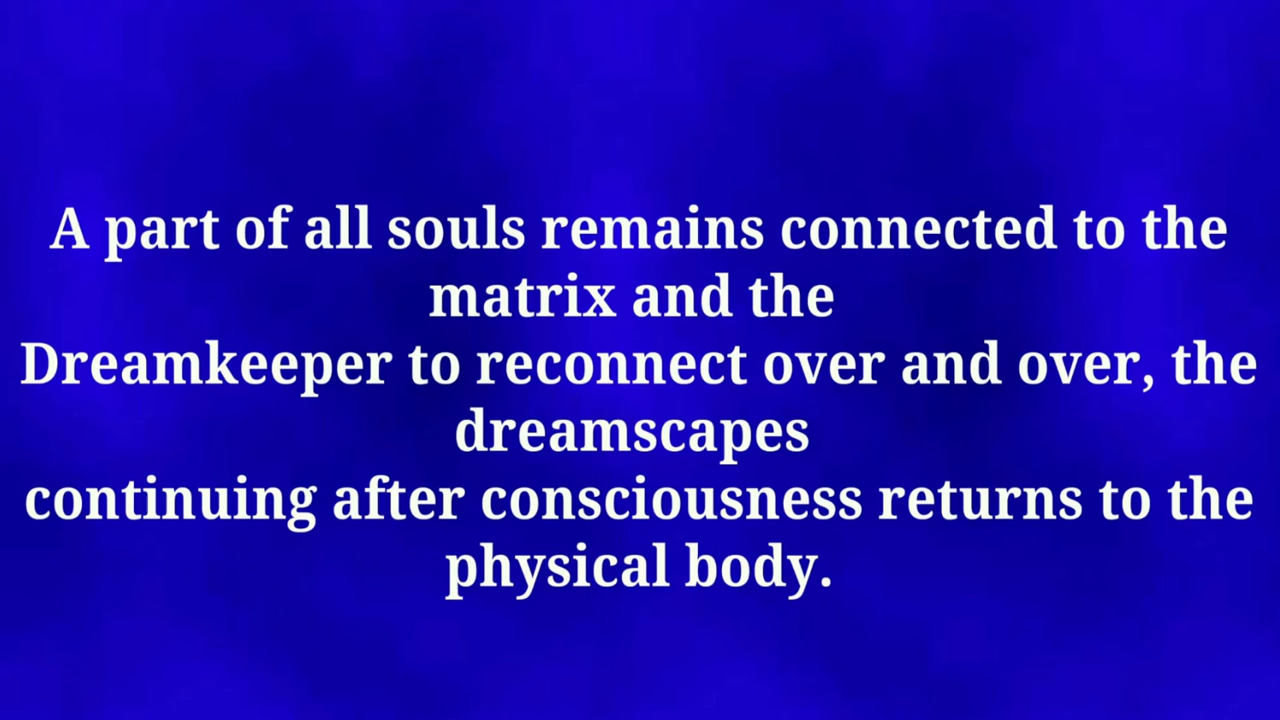 A part of all souls remains connected to the
matrix and the
Dreamkeeper to reconnect over and over, the
dreamscapes
continuing after consciousness returns to the
physical body.